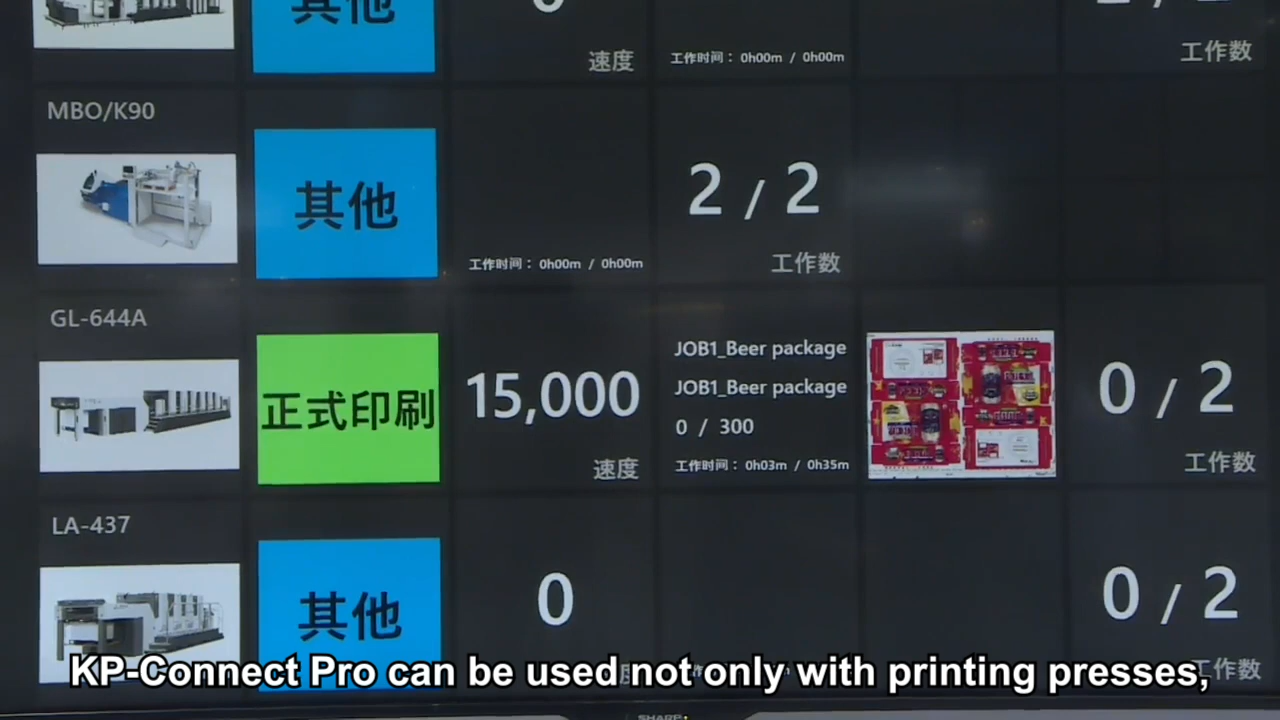 其他
0
速度
工作时间： 0h00m / 0h00m
工作数
MBO/K90
其他
工作时间： 0h00m / 0h00m
2 / 2
工作数
GL-644A
正式印刷
15,000
速度
JOB1_Beer package
JOB1_Beer package
0 / 300
工作时间： 0h03m / 0h35m
0 / 2
工作数
LA-437
其他
0
0 / 2
工作数
KP-Connect Pro can be used not only with printing presses,
SHARP